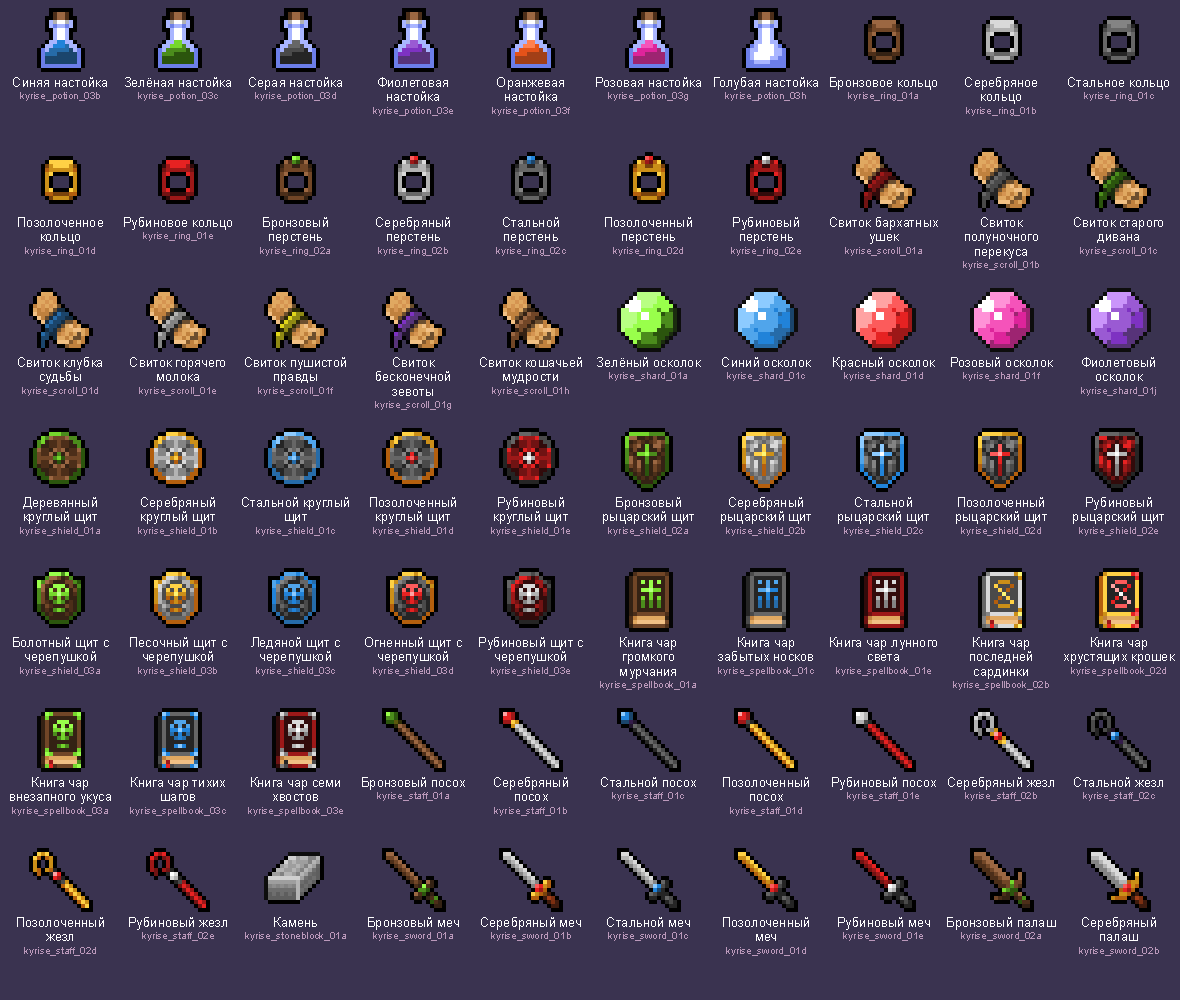 Синяя настойка
kyrise_potion_03b
Зелёная настойка
kyrise_potion_03c
Серая настойка
kyrise_potion_03d
Фиолетовая
настойка
kyrise_potion_03e
Оранжевая
настойка
kyrise_potion_03f
Розовая настойка
kyrise_potion_03g
Голубая настойка
kyrise_potion_03h
Бронзовое кольцо
kyrise_ring_01a
Серебряное
кольцо
kyrise_ring_01b
Стальное кольцо
kyrise_ring_01c
Позолоченное
кольцо
kyrise_ring_01d
Рубиновое кольцо
kyrise_ring_01e
Бронзовый
перстень
kyrise_ring_02a
Серебряный
перстень
kyrise_ring_02b
Стальной
перстень
kyrise_ring_02c
Позолоченный
перстень
kyrise_ring_02d
Рубиновый
перстень
kyrise_ring_02e
Свиток бархатных
ушек
kyrise_scroll_01a
Свиток
полуночного
перекуса
kyrise_scroll_01b
Свиток старого
дивана
kyrise_scroll_01c
Свиток клубка
судьбы
kyrise_scroll_01d
Свиток горячего
молока
kyrise_scroll_01e
Свиток пушистой
правды
kyrise_scroll_01f
Свиток
бесконечной
зевоты
kyrise_scroll_01g
Свиток кошачьей
мудрости
kyrise_scroll_01h
Зелёный осколок
kyrise_shard_01a
Синий осколок
kyrise_shard_01c
Красный осколок
kyrise_shard_01d
Розовый осколок
kyrise_shard_01f
Фиолетовый
осколок
kyrise_shard_01j
Деревянный
круглый щит
kyrise_shield_01a
Серебряный
круглый щит
kyrise_shield_01b
Стальной круглый
щит
kyrise_shield_01c
Позолоченный
круглый щит
kyrise_shield_01d
Рубиновый
круглый щит
kyrise_shield_01e
Бронзовый
рыцарский щит
kyrise_shield_02a
Серебряный
рыцарский щит
kyrise_shield_02b
Стальной
рыцарский щит
kyrise_shield_02c
Позолоченный
рыцарский щит
kyrise_shield_02d
Рубиновый
рыцарский щит
kyrise_shield_02e
Болотный щит с
черепушкой
kyrise_shield_03a
Песочный щит с
черепушкой
kyrise_shield_03b
Ледяной щит с
черепушкой
kyrise_shield_03c
Огненный щит с
черепушкой
kyrise_shield_03d
Рубиновый щит с
черепушкой
kyrise_shield_03e
Книга чар
громкого
мурчания
kyrise_spellbook_01a
Книга чар
забытых носков
kyrise_spellbook_01c
Книга чар лунного
света
kyrise_spellbook_01e
Книга чар
последней
сардинки
kyrise_spellbook_02b
Книга чар
хрустящих крошек
kyrise_spellbook_02d
Книга чар
внезапного укуса
kyrise_spellbook_03a
Книга чар тихих
шагов
kyrise_spellbook_03c
Книга чар семи
хвостов
kyrise_spellbook_03e
Бронзовый посох
kyrise_staff_01a
Серебряный
посох
kyrise_staff_01b
Стальной посох
kyrise_staff_01c
Позолоченный
посох
kyrise_staff_01d
Рубиновый посох
kyrise_staff_01e
Серебряный жезл
kyrise_staff_02b
Стальной жезл
kyrise_staff_02c
Позолоченный
жезл
kyrise_staff_02d
Рубиновый жезл
kyrise_staff_02e
Камень
kyrise_stoneblock_01a
Бронзовый меч
kyrise_sword_01a
Серебряный меч
kyrise_sword_01b
Стальной меч
kyrise_sword_01c
Позолоченный
меч
kyrise_sword_01d
Рубиновый меч
kyrise_sword_01e
Бронзовый палаш
kyrise_sword_02a
Серебряный
палаш
kyrise_sword_02b